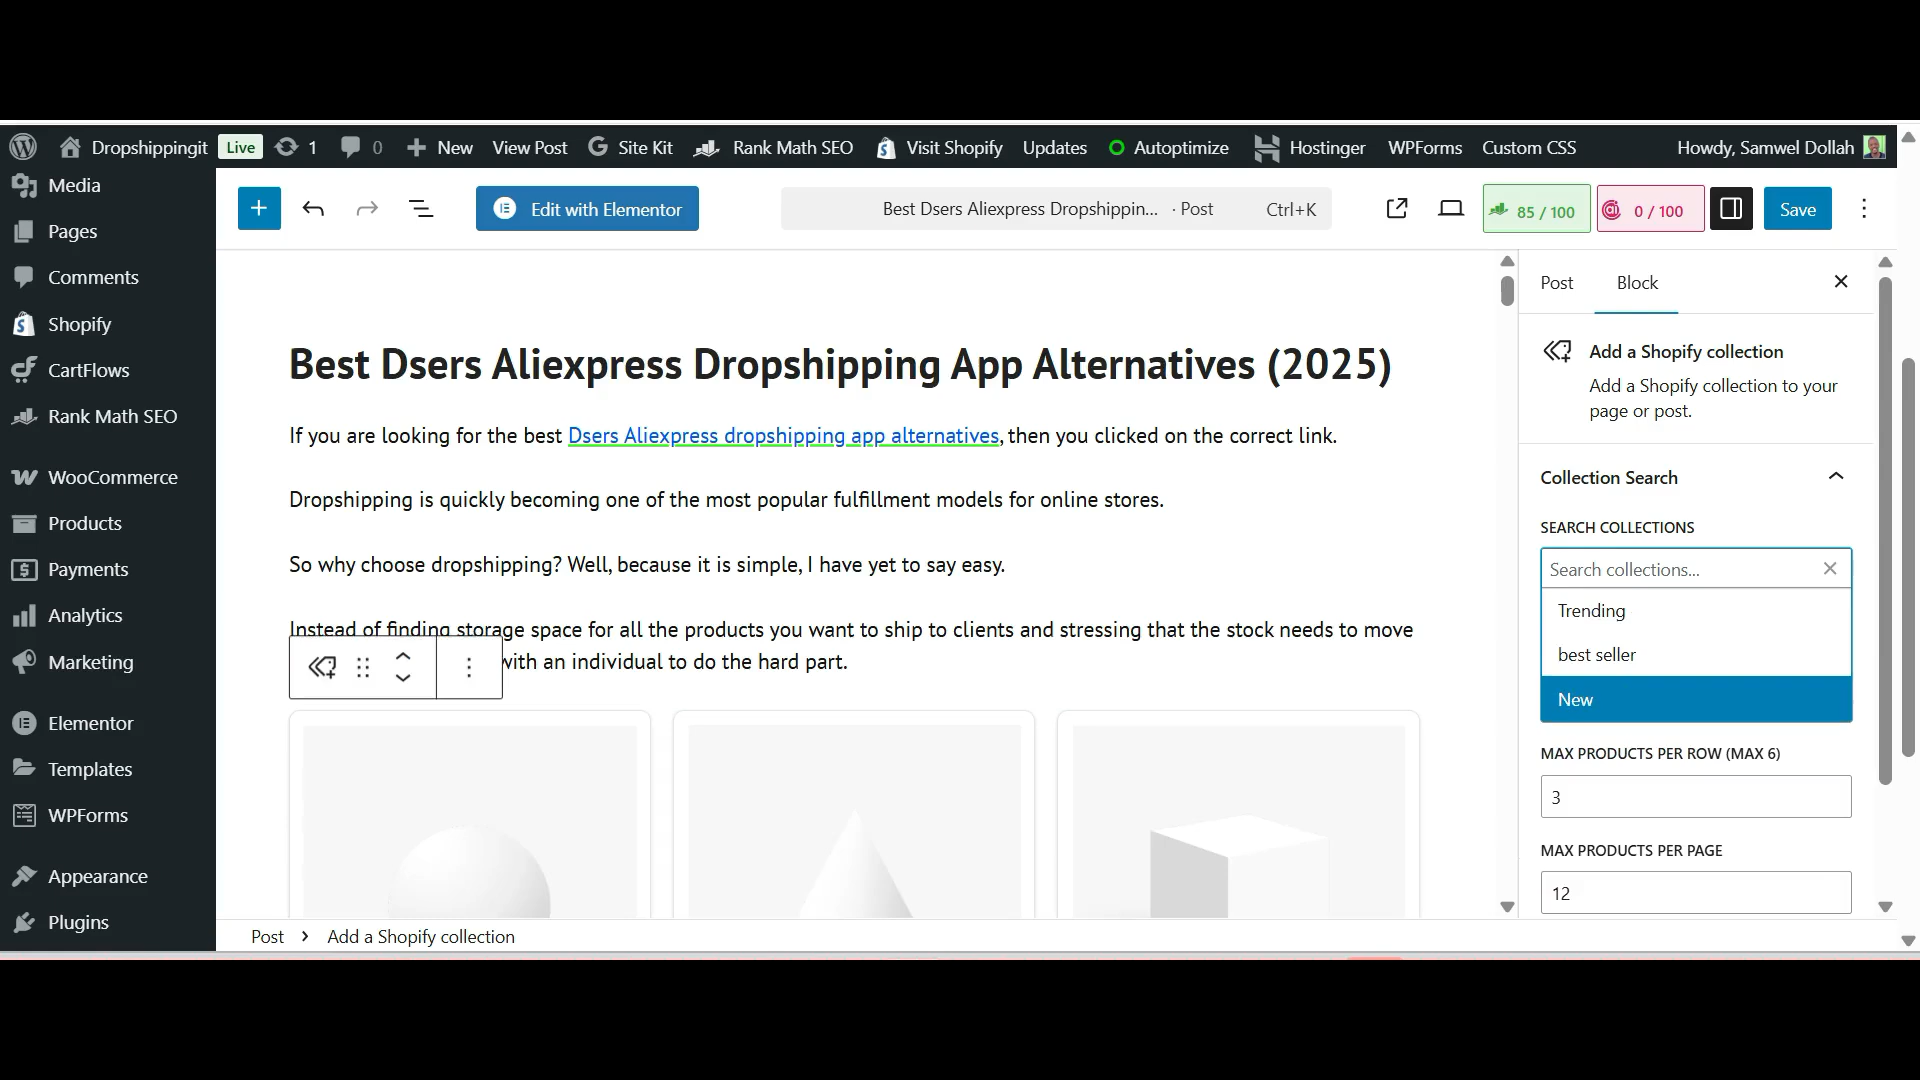 Dropshippingit Live 1 0 New View Post Site Kit Rank Math SEO Visit Shopify Updates Autoptimize Hostinger WPForms Custom CSS Howdy, Samwel Dollah
Media
Pages
Comments
Shopify
CartFlows
Rank Math SEO
WooCommerce
Products
Payments
Analytics
Marketing
Elementor
Templates
WPForms
Appearance
Plugins
Edit with Elementor
Best Dsers Aliexpress Dropshippin... · Post Ctrl+K
85 / 100
0 / 100
Save
Best Dsers Aliexpress Dropshipping App Alternatives (2025)
If you are looking for the best Dsers Aliexpress dropshipping app alternatives, then you clicked on the correct link.
Dropshipping is quickly becoming one of the most popular fulfillment models for online stores.
So why choose dropshipping? Well, because it is simple, I have yet to say easy.
Instead of finding storage space for all the products you want to ship to clients and stressing that the stock needs to move
with an individual to do the hard part.
Post Block
Add a Shopify collection
Add a Shopify collection to your
page or post.
Collection Search
SEARCH COLLECTIONS
Search collections...
Trending
best seller
New
MAX PRODUCTS PER ROW (MAX 6)
3
MAX PRODUCTS PER PAGE
12
Post › Add a Shopify collection